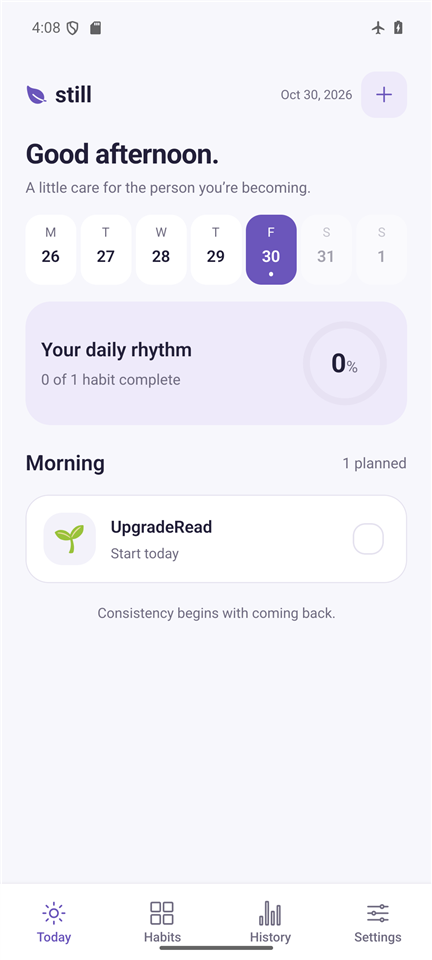 4:08
still
Oct 30, 2026
Good afternoon.
A little care for the person you’re becoming.
M T W T F S S
26 27 28 29 30 31 1
Your daily rhythm
0 of 1 habit complete
0%
Morning
1 planned
UpgradeRead
Start today
Consistency begins with coming back.
Today Habits History Settings